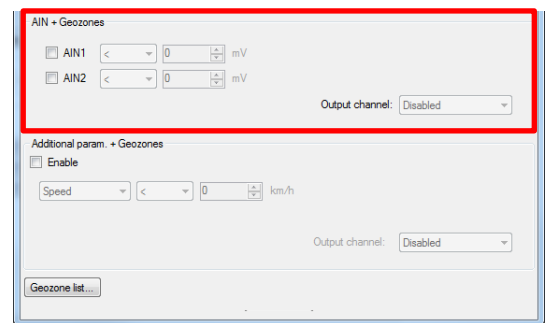 AIN + Geozones
AIN1 < 0 mV
AIN2 < 0 mV
Output channel: Disabled
Additional param. + Geozones
Enable
Speed < 0 km/h
Output channel: Disabled
Geozone list...